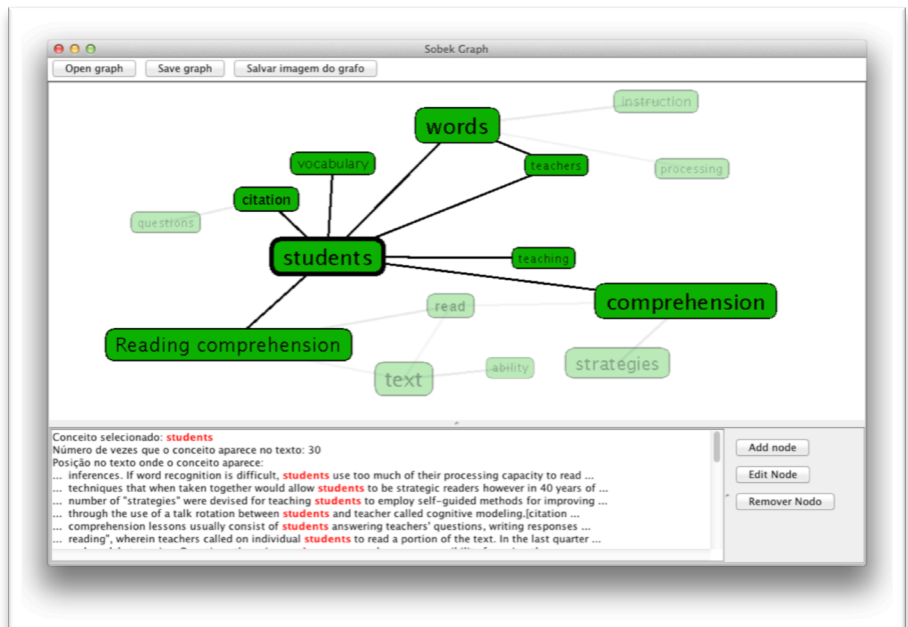 Sobek Graph
Open graph Save graph Salvar imagem do grafo
instruction
words
vocabulary
teachers
processing
citation
questions
students
teaching
comprehension
read
Reading comprehension
strategies
ability
text
Conceito selecionado: students
Número de vezes que o conceito aparece no texto: 30
Posição no texto onde o conceito aparece:
... inferences. If word recognition is difficult, students use too much of their processing capacity to read ...
... techniques that when taken together would allow students to be strategic readers however in 40 years of ...
... number of "strategies" were devised for teaching students to employ self-guided methods for improving ...
... through the use of a talk rotation between students and teacher called cognitive modeling.[citation ...
... comprehension lessons usually consist of students answering teachers' questions, writing responses ...
... reading", wherein teachers called on individual students to read a portion of the text. In the last quarter ...
Add node
Edit Node
Remover Nodo